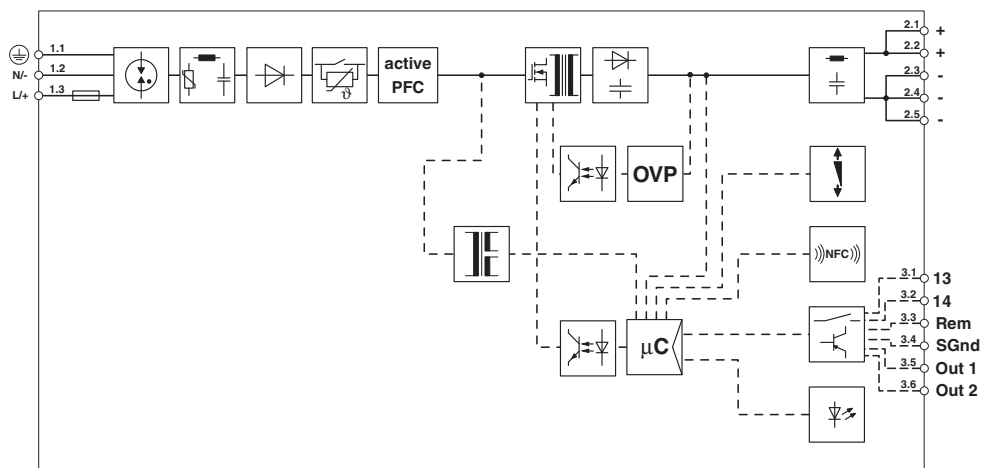 1.1
N/- 1.2
L/+ 1.3
active
PFC
ϑ
2.1 +
2.2 +
2.3 -
2.4 -
2.5 -
OVP
NFC
µC
3.1 13
3.2 14
3.3 Rem
3.4 SGnd
3.5 Out 1
3.6 Out 2